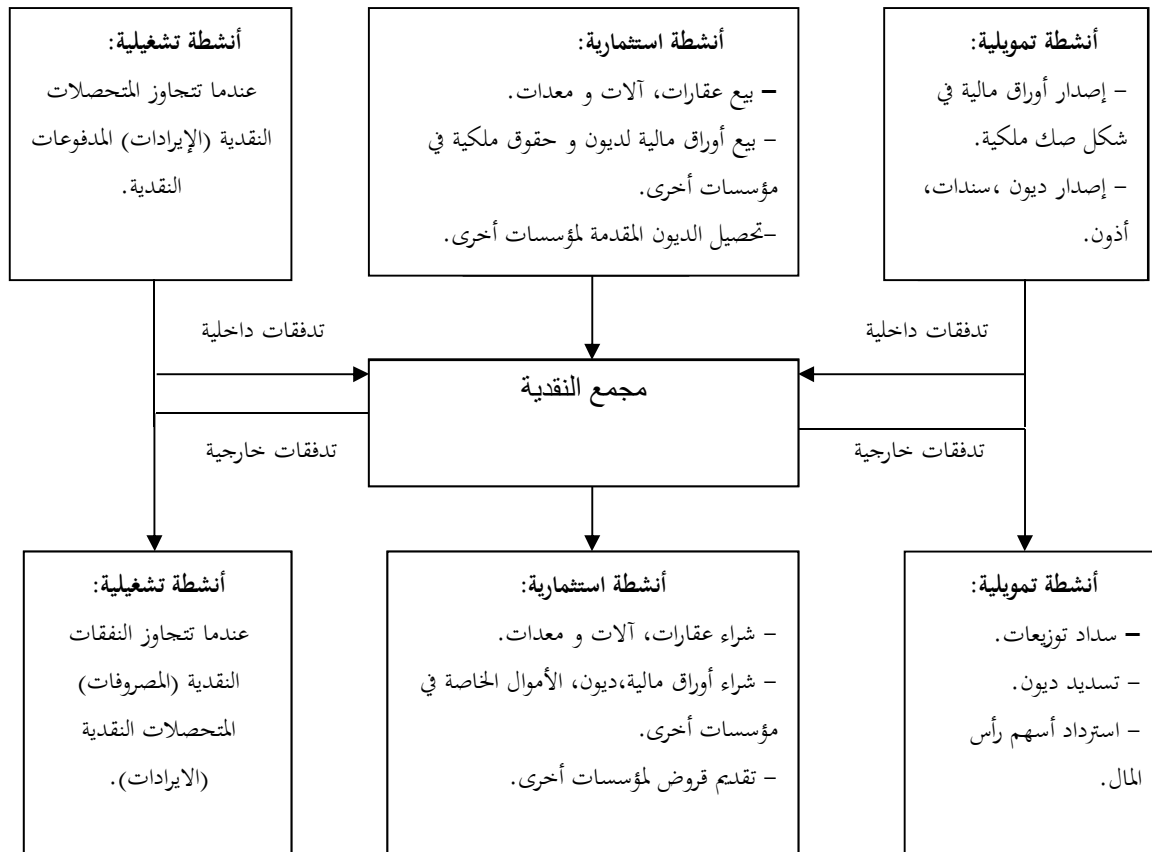 أنشطة تمويلية:
– إصدار أوراق مالية في
شكل صك ملكية.
– إصدار ديون ،سندات،
أذون.
أنشطة استثمارية:
– بيع عقارات، آلات و معدات.
– بيع أوراق مالية لديون و حقوق ملكية في
مؤسسات أخرى.
–تحصيل الديون المقدمة لمؤسسات أخرى.
أنشطة تشغيلية:
عندما تتجاوز المتحصلات
النقدية (الإيرادات) المدفوعات
النقدية.
تدفقات داخلية
تدفقات داخلية
مجمع النقدية
تدفقات خارجية
تدفقات خارجية
أنشطة تمويلية:
– سداد توزيعات.
– تسديد ديون.
– استرداد أسهم رأس
المال.
أنشطة استثمارية:
– شراء عقارات، آلات و معدات.
– شراء أوراق مالية،ديون، الأموال الخاصة في
مؤسسات أخرى.
– تقديم قروض لمؤسسات أخرى.
أنشطة تشغيلية:
عندما تتجاوز النفقات
النقدية (المصروفات)
المتحصلات النقدية
(الايرادات).